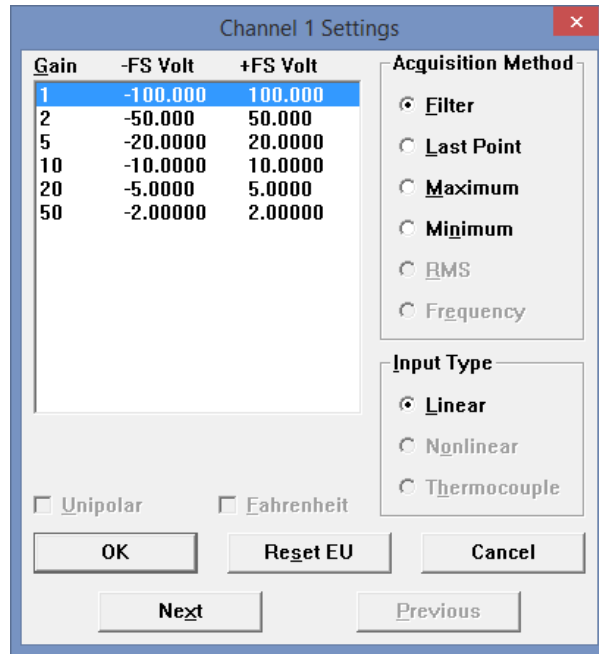 Channel 1 Settings
Gain -FS Volt +FS Volt
1 -100.000 100.000
2 -50.000 50.000
5 -20.0000 20.0000
10 -10.0000 10.0000
20 -5.0000 5.0000
50 -2.00000 2.00000
Unipolar
Fahrenheit
Acquisition Method
Filter
Last Point
Maximum
Minimum
RMS
Frequency
Input Type
Linear
Nonlinear
Thermocouple
OK
Reset EU
Cancel
Next
Previous